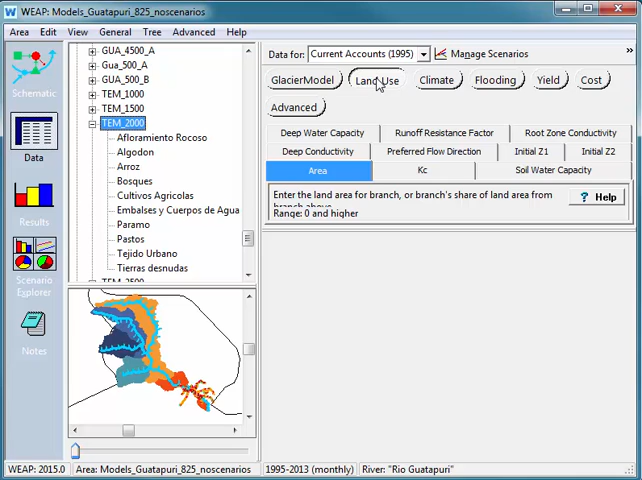 WEAP: Models_Guatapuri_825_noscenarios
Area Edit View General Tree Advanced Help
Schematic
Data
Results
Scenario
Explorer
Notes
GUA_4500_A
Gua_500_A
GUA_500_B
TEM_1000
TEM_1500
TEM_2000
Afloramiento Rocoso
Algodon
Arroz
Bosques
Cultivos Agricolas
Embalses y Cuerpos de Agua
Paramo
Pastos
Tejido Urbano
Tierras desnudas
Data for: Current Accounts (1995) Manage Scenarios »
GlacierModel Land Use Climate Flooding Yield Cost
Advanced
Deep Water Capacity Runoff Resistance Factor Root Zone Conductivity
Deep Conductivity Preferred Flow Direction Initial Z1 Initial Z2
Area Kc Soil Water Capacity
Enter the land area for branch, or branch's share of land area from
Range: 0 and higher
? Help
WEAP: 2015.0 Area: Models_Guatapuri_825_noscenarios 1995-2013 (monthly) River: "Rio Guatapuri"